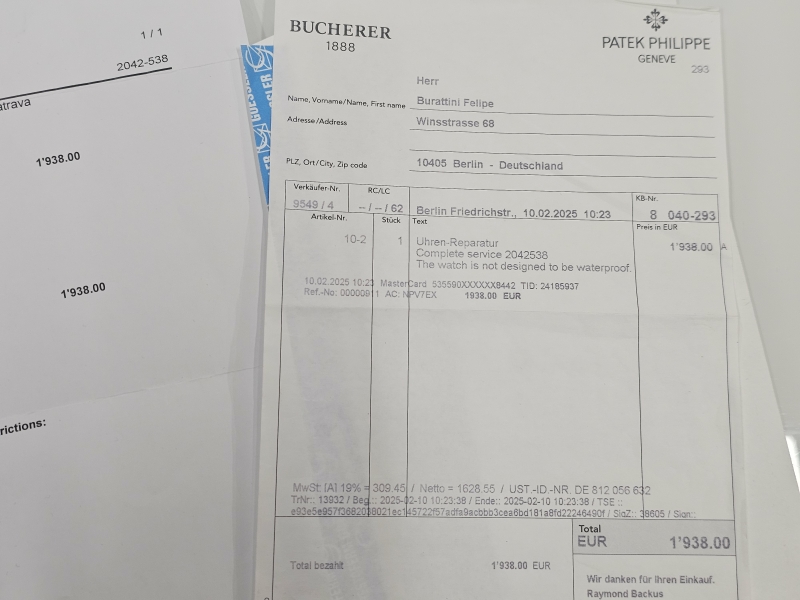 1 / 1
2042-538
atrava
1'938.00
1'938.00
rictions:
BUCHERER
1888
PATEK PHILIPPE
GENEVE
293
Herr
Name, Vorname/Name, First name Burattini Felipe
Adresse/Address Winsstrasse 68
PLZ, Ort/City, Zip code 10405 Berlin - Deutschland
Verkäufer-Nr. RC/LC KB-Nr.
9549 / 4 -- / -- / 62 Berlin Friedrichstr., 10.02.2025 10:23 8 040-293
Artikel-Nr. Stück Text Preis in EUR
10-2 1 Uhren-Reparatur 1'938.00 A
Complete service 2042538
The watch is not designed to be waterproof.
10.02.2025 10:23 MasterCard 535590XXXXXX8442 TID: 24185937
Ref.-No: 00000911 AC: NPV7EX 1938.00 EUR
MwSt: [A] 19% = 309.45 / Netto = 1628.55 / UST.-ID-NR. DE 812 056 632
TrNr:: 13932 / Beg.:: 2025-02-10 10:23:38 / Ende:: 2025-02-10 10:23:38 / TSE ::
/ SigZ:: 38605 / Sign::
Total
EUR 1'938.00
Total bezahlt 1'938.00 EUR
Wir danken für Ihren Einkauf.
Raymond Backus